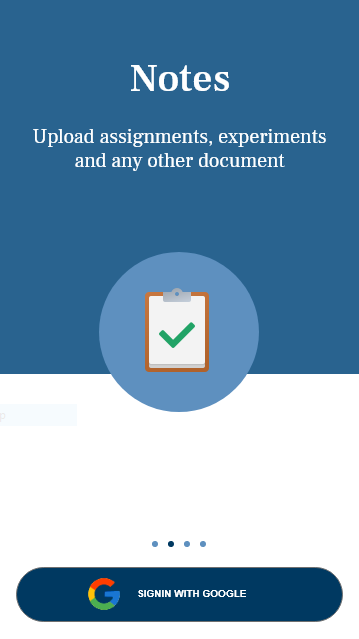 Notes
Upload assignments, experiments
and any other document
SIGNIN WITH GOOGLE